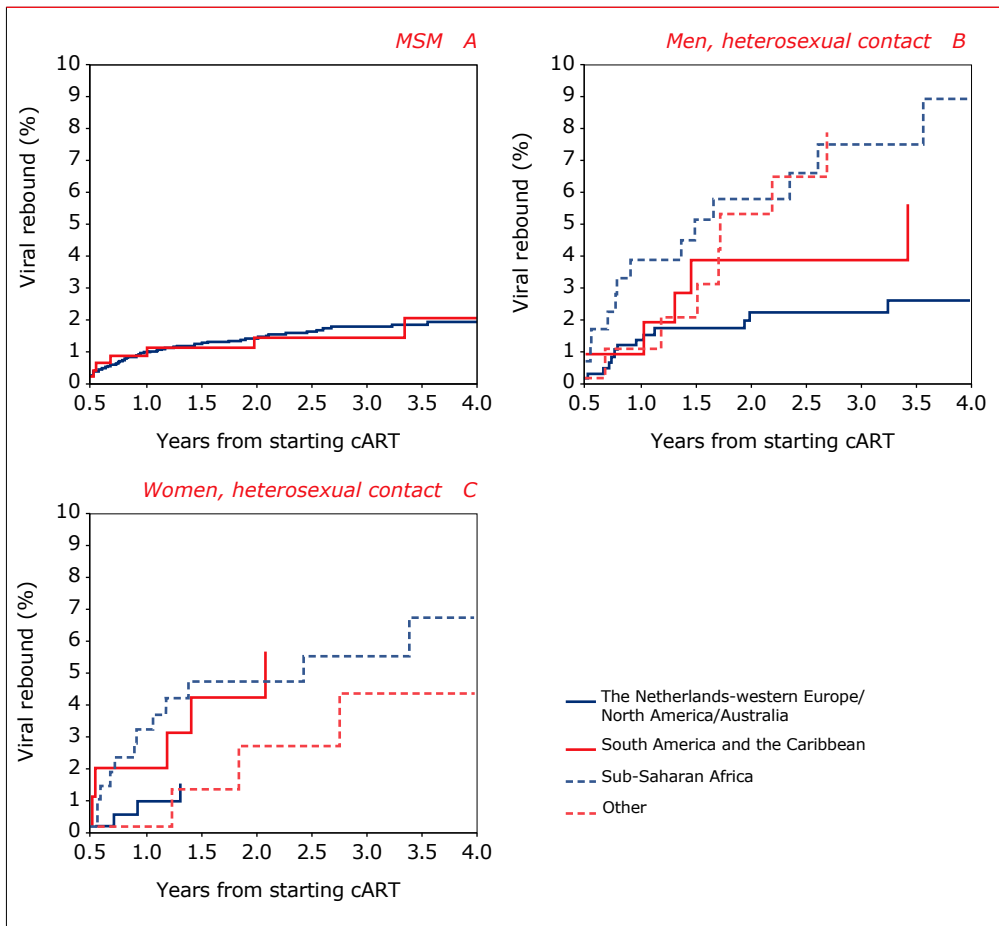 MSM A
10
9
8
7
6
5
4
3
2
1
0
Viral rebound (%)
0.5 1.0 1.5 2.0 2.5 3.0 3.5 4.0
Years from starting cART
Men, heterosexual contact B
10
9
8
7
6
5
4
3
2
1
0
Viral rebound (%)
0.5 1.0 1.5 2.0 2.5 3.0 3.5 4.0
Years from starting cART
Women, heterosexual contact C
10
9
8
7
6
5
4
3
2
1
0
Viral rebound (%)
0.5 1.0 1.5 2.0 2.5 3.0 3.5 4.0
Years from starting cART
The Netherlands-western Europe/
North America/Australia
South America and the Caribbean
Sub-Saharan Africa
Other